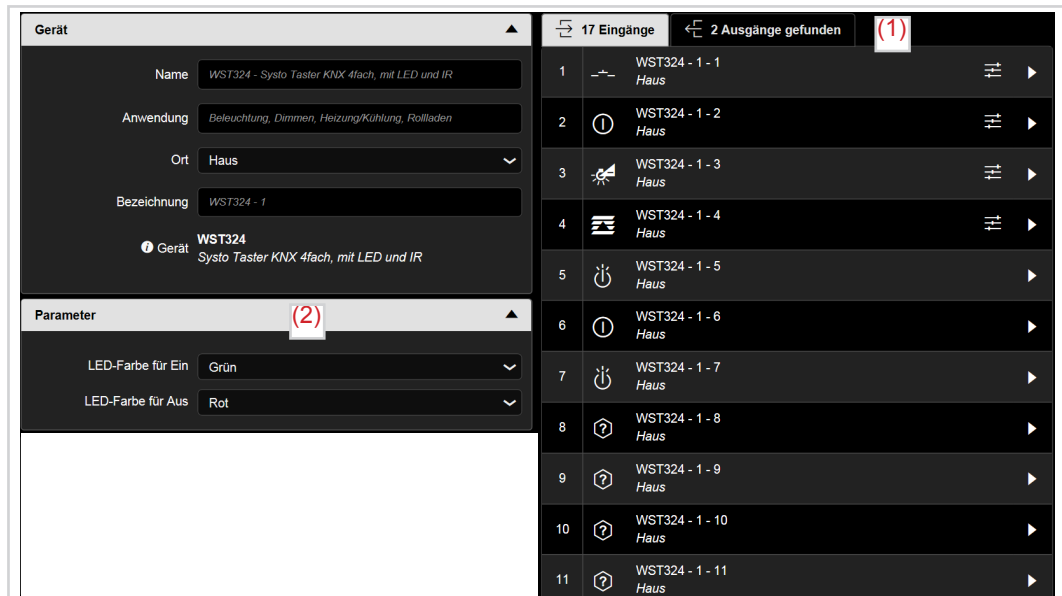 Gerät
Name WST324 - Systo Taster KNX 4fach, mit LED und IR
Anwendung Beleuchtung, Dimmen, Heizung/Kühlung, Rollladen
Ort Haus
Bezeichnung WST324 - 1
Gerät WST324
Systo Taster KNX 4fach, mit LED und IR
Parameter (2)
LED-Farbe für Ein Grün
LED-Farbe für Aus Rot
17 Eingänge 2 Ausgänge gefunden (1)
1 WST324 - 1 - 1
Haus
2 WST324 - 1 - 2
Haus
3 WST324 - 1 - 3
Haus
4 WST324 - 1 - 4
Haus
5 WST324 - 1 - 5
Haus
6 WST324 - 1 - 6
Haus
7 WST324 - 1 - 7
Haus
8 WST324 - 1 - 8
Haus
9 WST324 - 1 - 9
Haus
10 WST324 - 1 - 10
Haus
11 WST324 - 1 - 11
Haus